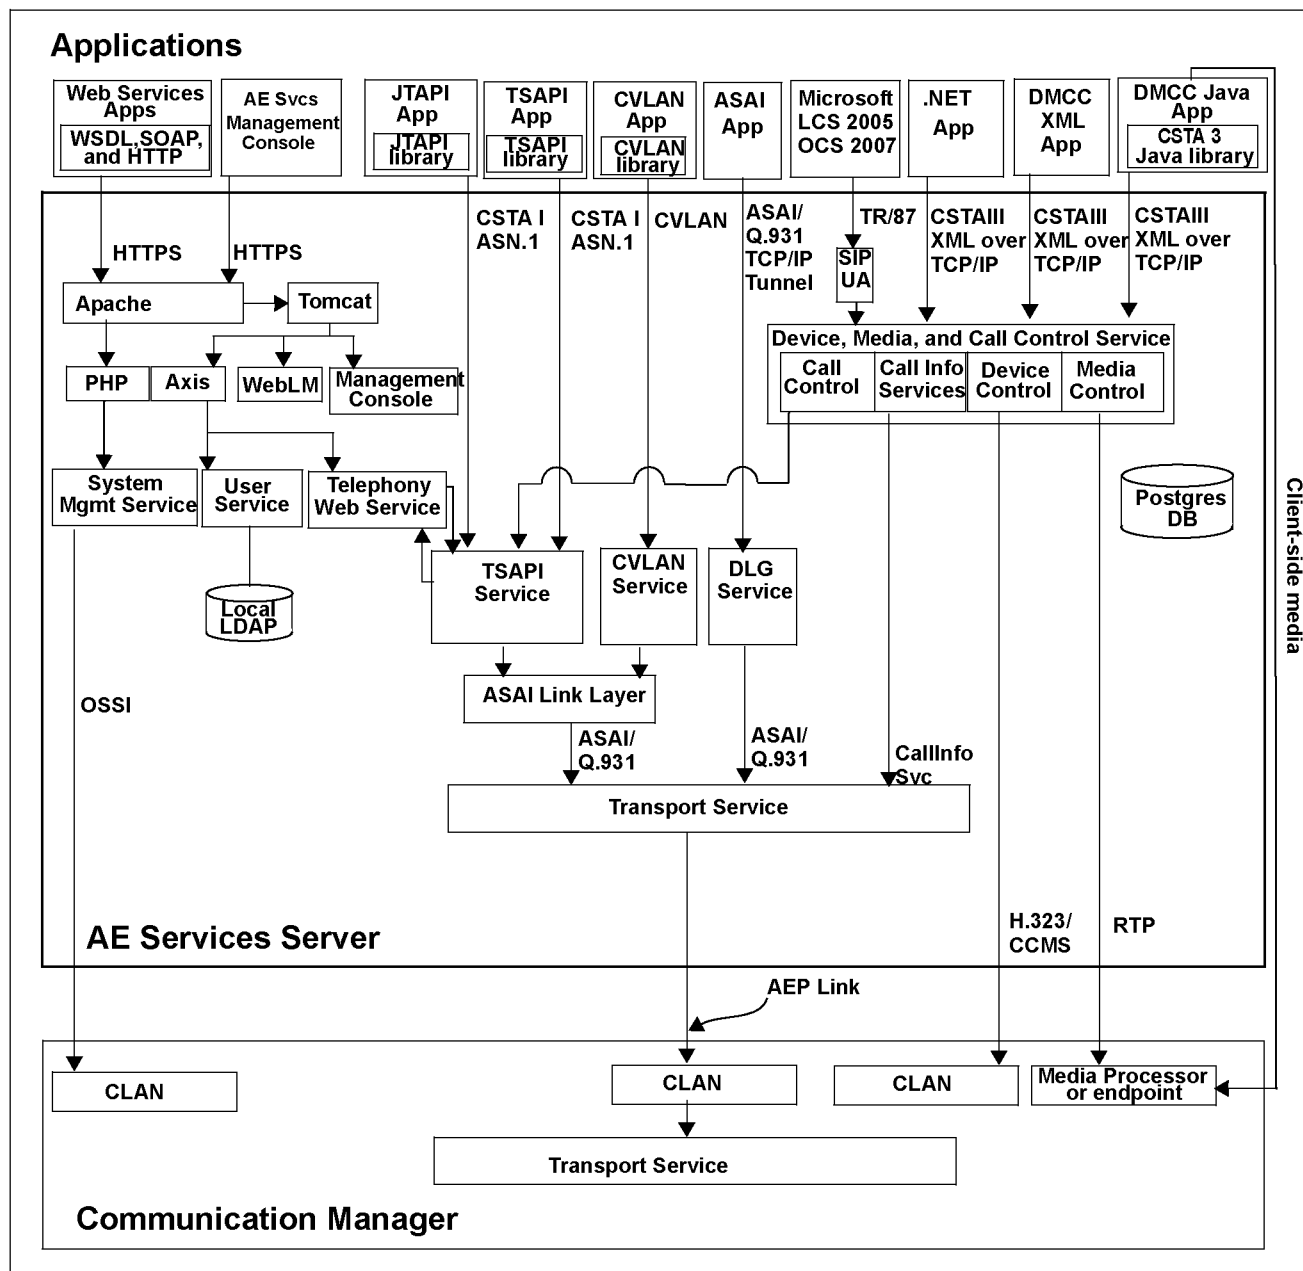 Applications
Web Services
Apps
WSDL,SOAP,
and HTTP
AE Svcs
Management
Console
JTAPI
App
JTAPI
library
TSAPI
App
TSAPI
library
CVLAN
App
CVLAN
library
ASAI
App
Microsoft
LCS 2005
OCS 2007
.NET
App
DMCC
XML
App
DMCC Java
App
CSTA 3
Java library
HTTPS
HTTPS
CSTA I
ASN.1
CSTA I
ASN.1
CVLAN
ASAI/
Q.931
TCP/IP
Tunnel
TR/87
SIP
UA
CSTAIII
XML over
TCP/IP
CSTAIII
XML over
TCP/IP
CSTAIII
XML over
TCP/IP
Apache
Tomcat
PHP
Axis
WebLM
Management
Console
Device, Media, and Call Control Service
Call
Control
Call Info
Services
Device
Control
Media
Control
System
Mgmt Service
User
Service
Telephony
Web Service
Postgres
DB
Client-side media
TSAPI
Service
CVLAN
Service
DLG
Service
Local
LDAP
OSSI
ASAI Link Layer
ASAI/
Q.931
ASAI/
Q.931
CallInfo
Svc
Transport Service
AE Services Server
H.323/
CCMS
RTP
AEP Link
CLAN
CLAN
CLAN
Media Processor
or endpoint
Transport Service
Communication Manager